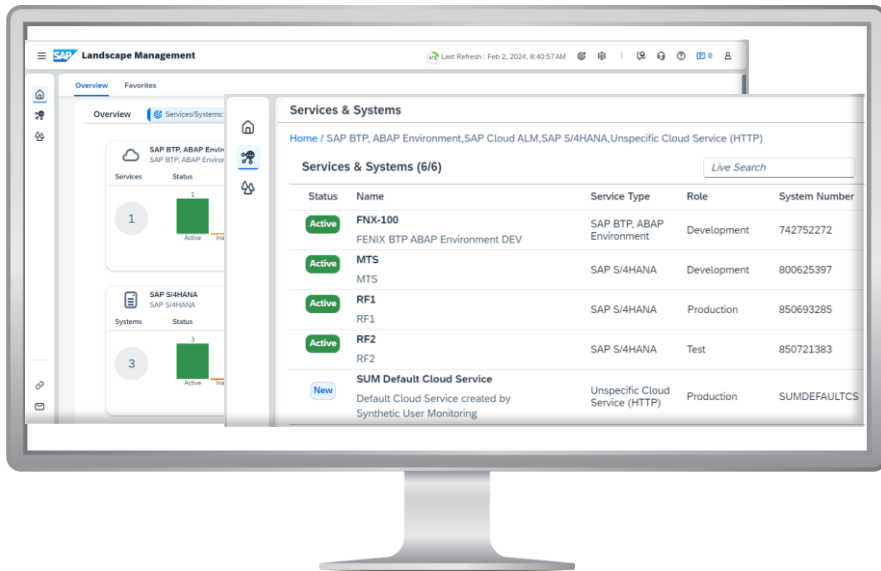 SAP Landscape Management
Last Refresh : Feb 2, 2024, 8:40:57 AM
0
Overview Favorites
Overview Services/Systems:
SAP BTP, ABAP Envir
SAP BTP, ABAP Enviro
Services Status
1
1
Active Ina
SAP S/4HANA
SAP S/4HANA
Systems Status
3
3
Active Ina
Services & Systems
Home / SAP BTP, ABAP Environment,SAP Cloud ALM,SAP S/4HANA,Unspecific Cloud Service (HTTP)
Services & Systems (6/6) Live Search
Status Name Service Type Role System Number
Active FNX-100 SAP BTP, ABAP Environment Development 742752272
FENIX BTP ABAP Environment DEV
Active MTS SAP S/4HANA Development 800625397
MTS
Active RF1 SAP S/4HANA Production 850693285
RF1
Active RF2 SAP S/4HANA Test 850721383
RF2
New SUM Default Cloud Service Unspecific Cloud Service (HTTP) Production SUMDEFAULTCS
Default Cloud Service created by
Synthetic User Monitoring